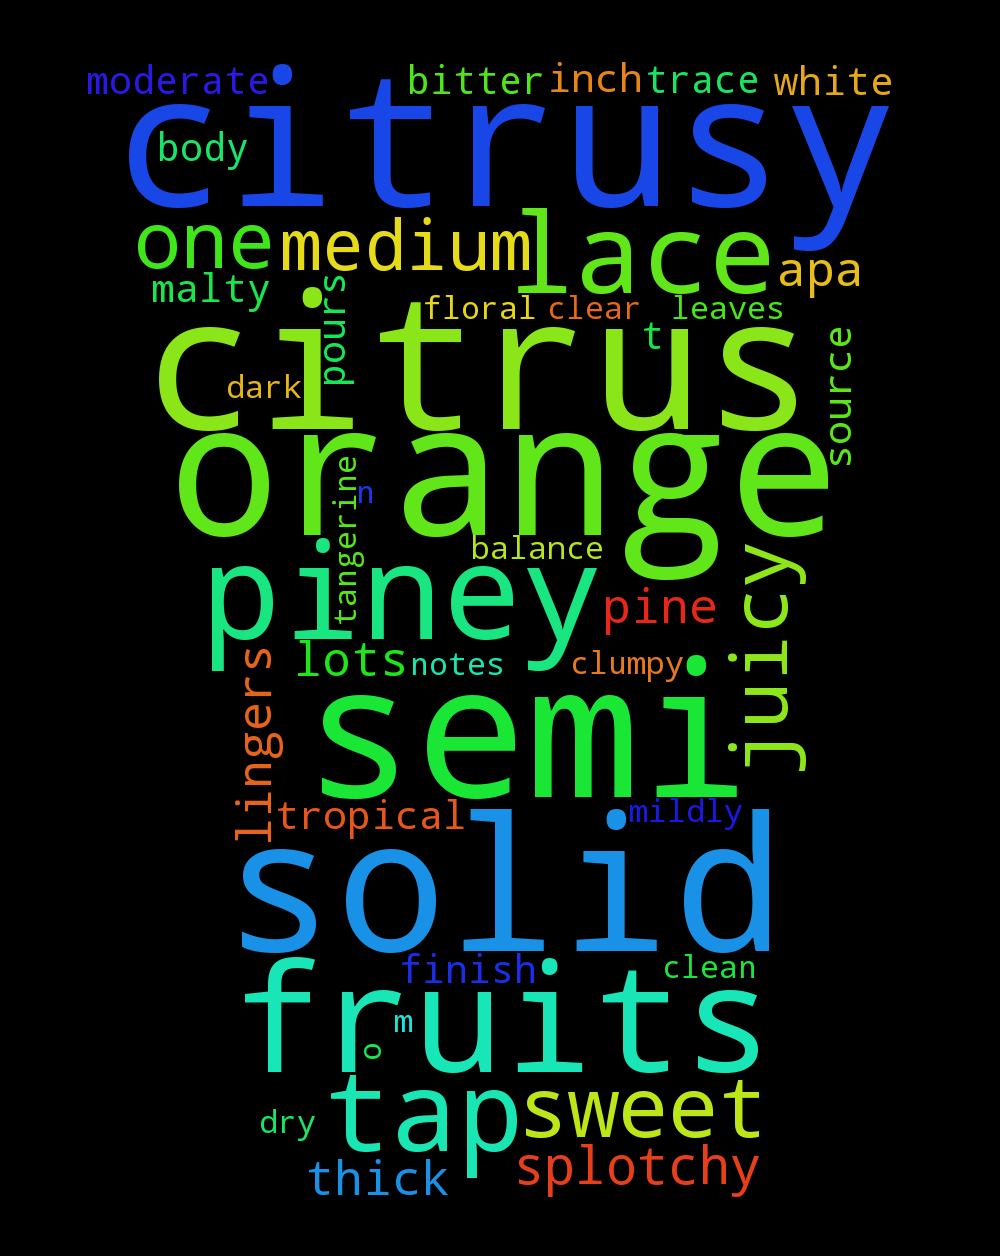 moderate bitter inch trace white
citrusy
body
one medium lace apa
malty pours floral clear leaves
citrus t source
dark
orange
tangerine n
balance
piney pine juicy
lingers lots notes clumpy
semi
tropical mildly
solid
finish clean
fruits
m
o
tap sweet
dry
thick splotchy